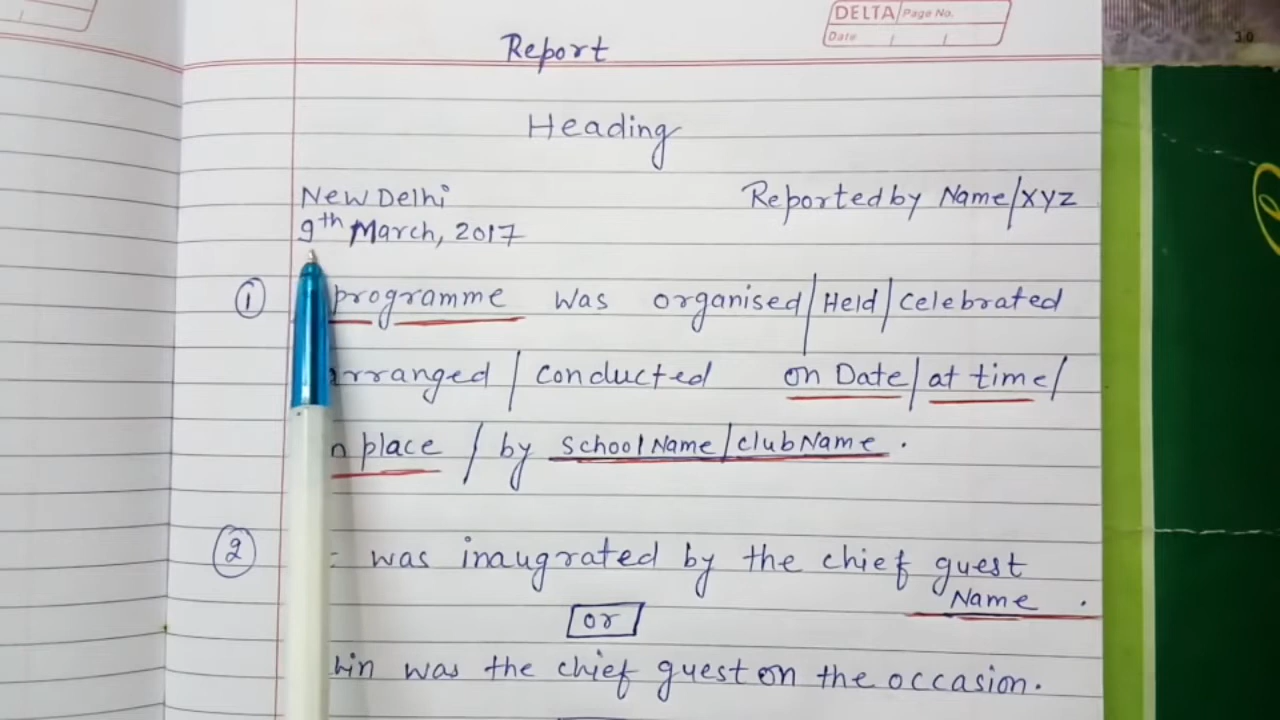 DELTA Page No.
Date
30
Report
Heading
New Delhi Reported by Name/XYZ
9th March, 2017
① programme was organised/Held/celebrated
arranged / conducted on Date/at time/
place / by School Name/club Name .
② was inaugrated by the chief guest
Name .
or
was the chief guest on the occasion.